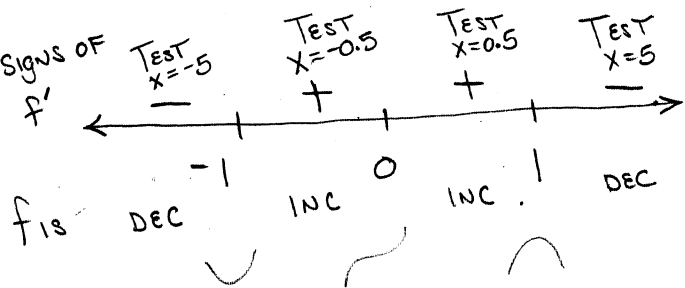 SIGNS OF f'
TEST x=-5
TEST x=-0.5
TEST x=0.5
TEST x=5
− + + −
-1 0 1
f is DEC INC INC. DEC